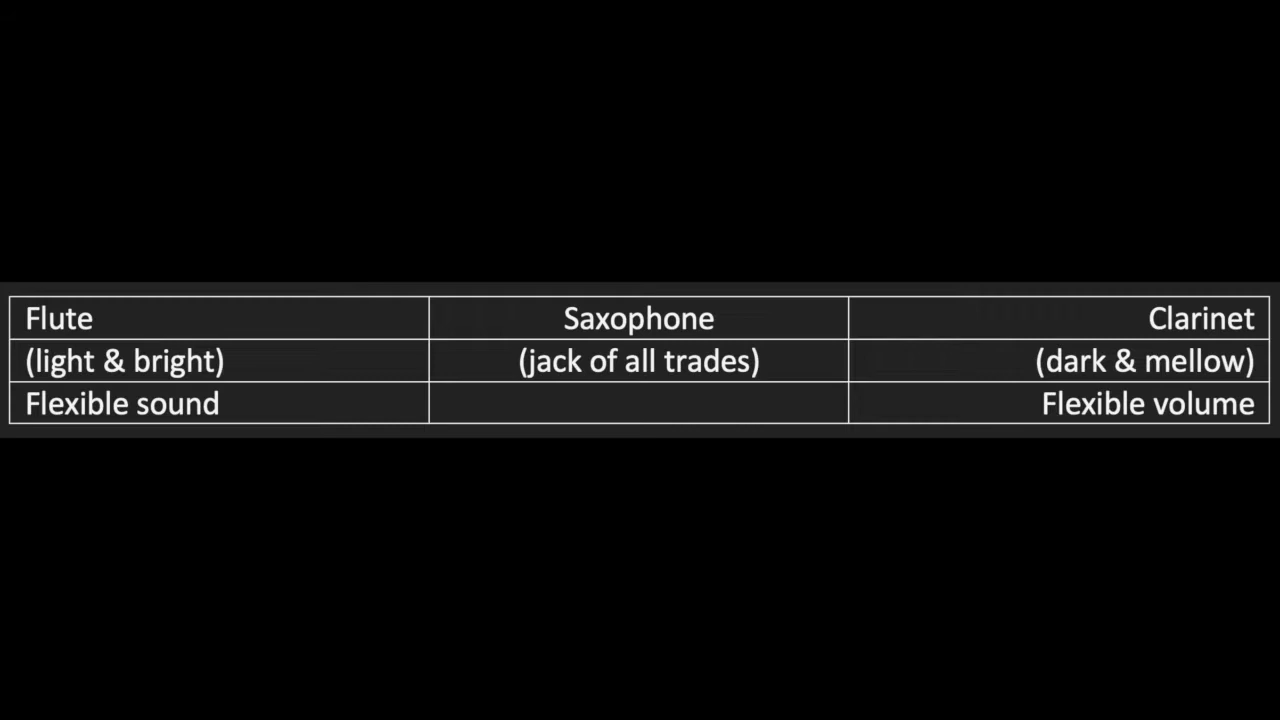 Flute Saxophone Clarinet
(light & bright) (jack of all trades) (dark & mellow)
Flexible sound Flexible volume